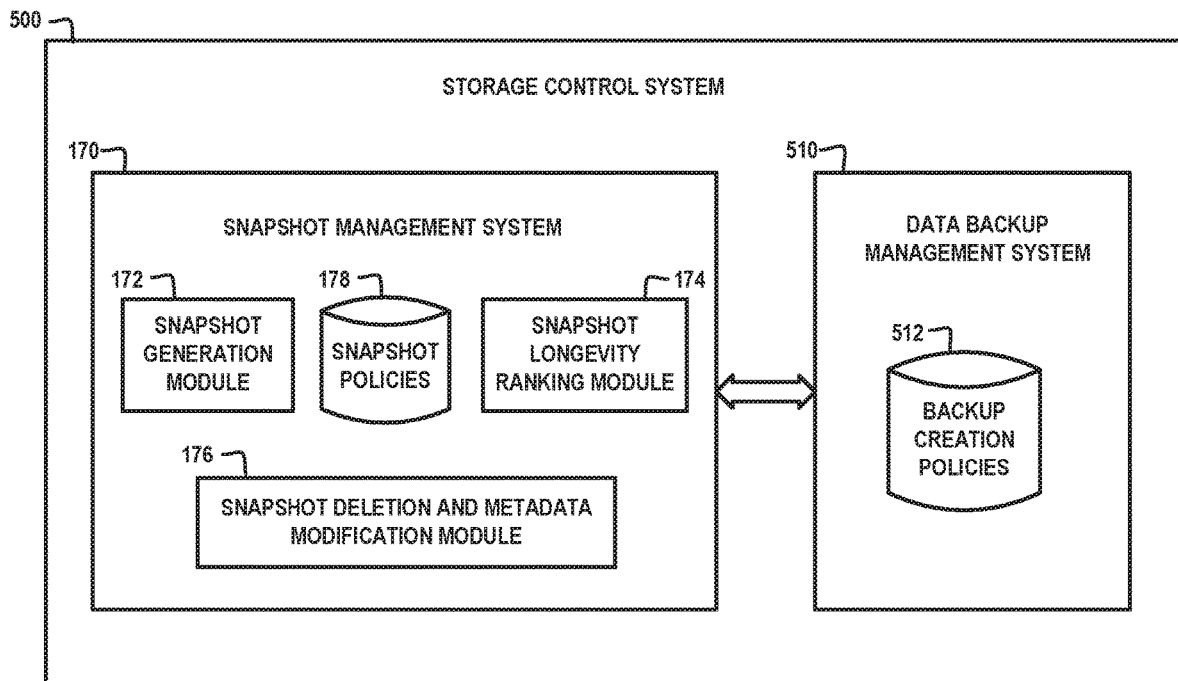 500
STORAGE CONTROL SYSTEM
170
510
SNAPSHOT MANAGEMENT SYSTEM
DATA BACKUP
MANAGEMENT SYSTEM
172
178
174
SNAPSHOT
GENERATION
MODULE
SNAPSHOT
POLICIES
SNAPSHOT
LONGEVITY
RANKING MODULE
512
BACKUP
CREATION
POLICIES
176
SNAPSHOT DELETION AND METADATA
MODIFICATION MODULE